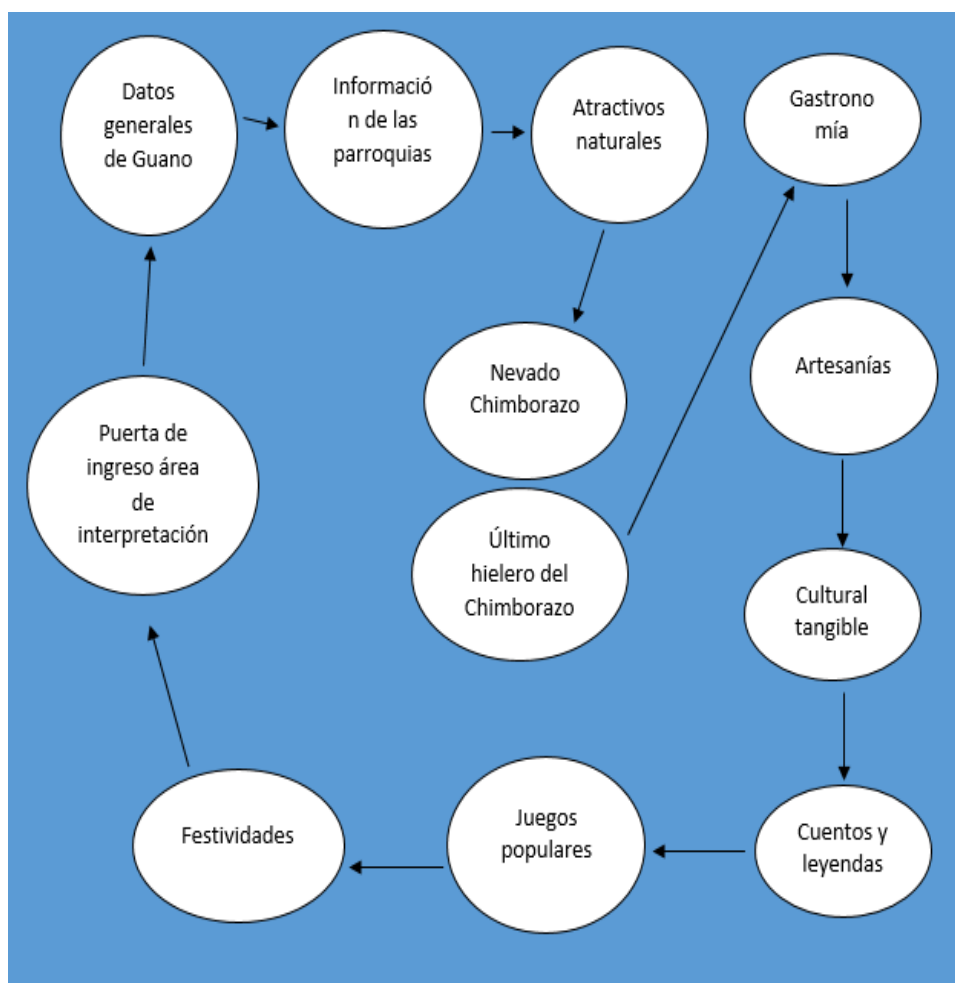 Datos
generales
de Guano
Informació
n de las
parroquias
Atractivos
naturales
Gastrono
mía
Nevado
Chimborazo
Artesanías
Puerta de
ingreso área
de
interpretación
Último
hielero del
Chimborazo
Cultural
tangible
Festividades
Juegos
populares
Cuentos y
leyendas